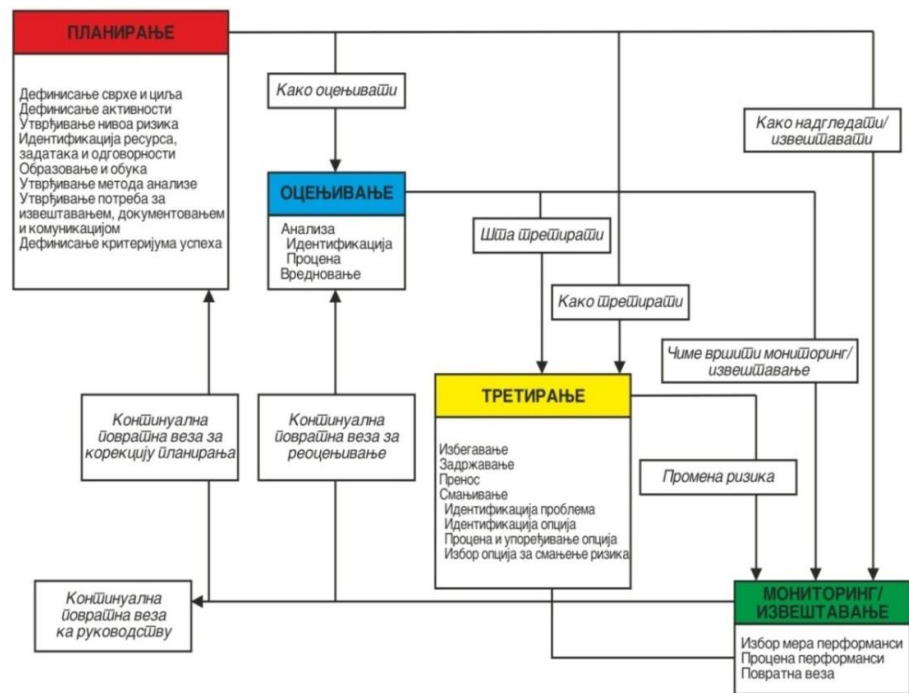 ПЛАНИРАЊЕ
Дефинисање сврхе и циља
Дефинисање активности
Утврђивање нивоа ризика
Идентификација ресурса,
задатака и одговорности
Образовање и обука
Утврђивање метода анализе
Утврђивање потреба за
извештавањем, документовањем
и комуникацијом
Дефинисање критеријума успеха
Како оцењивати
Како надгледати/
извештавати
ОЦЕЊИВАЊЕ
Анализа
Идентификација
Процена
Вредновање
Шта третирати
Како третирати
Чиме вршити мониторинг/
извештавање
ТРЕТИРАЊЕ
Избегавање
Задржавање
Пренос
Смањивање
Идентификација проблема
Идентификација опција
Процена и упоређивање опција
Избор опција за смањење ризика
Континуална
повратна веза за
корекцију планирања
Континуална
повратна веза за
реоцењивање
Промена ризика
Континуална
повратна веза
ка руководству
МОНИТОРИНГ/
ИЗВЕШТАВАЊЕ
Избор мера перформанси
Процена перформанси
Повратна веза